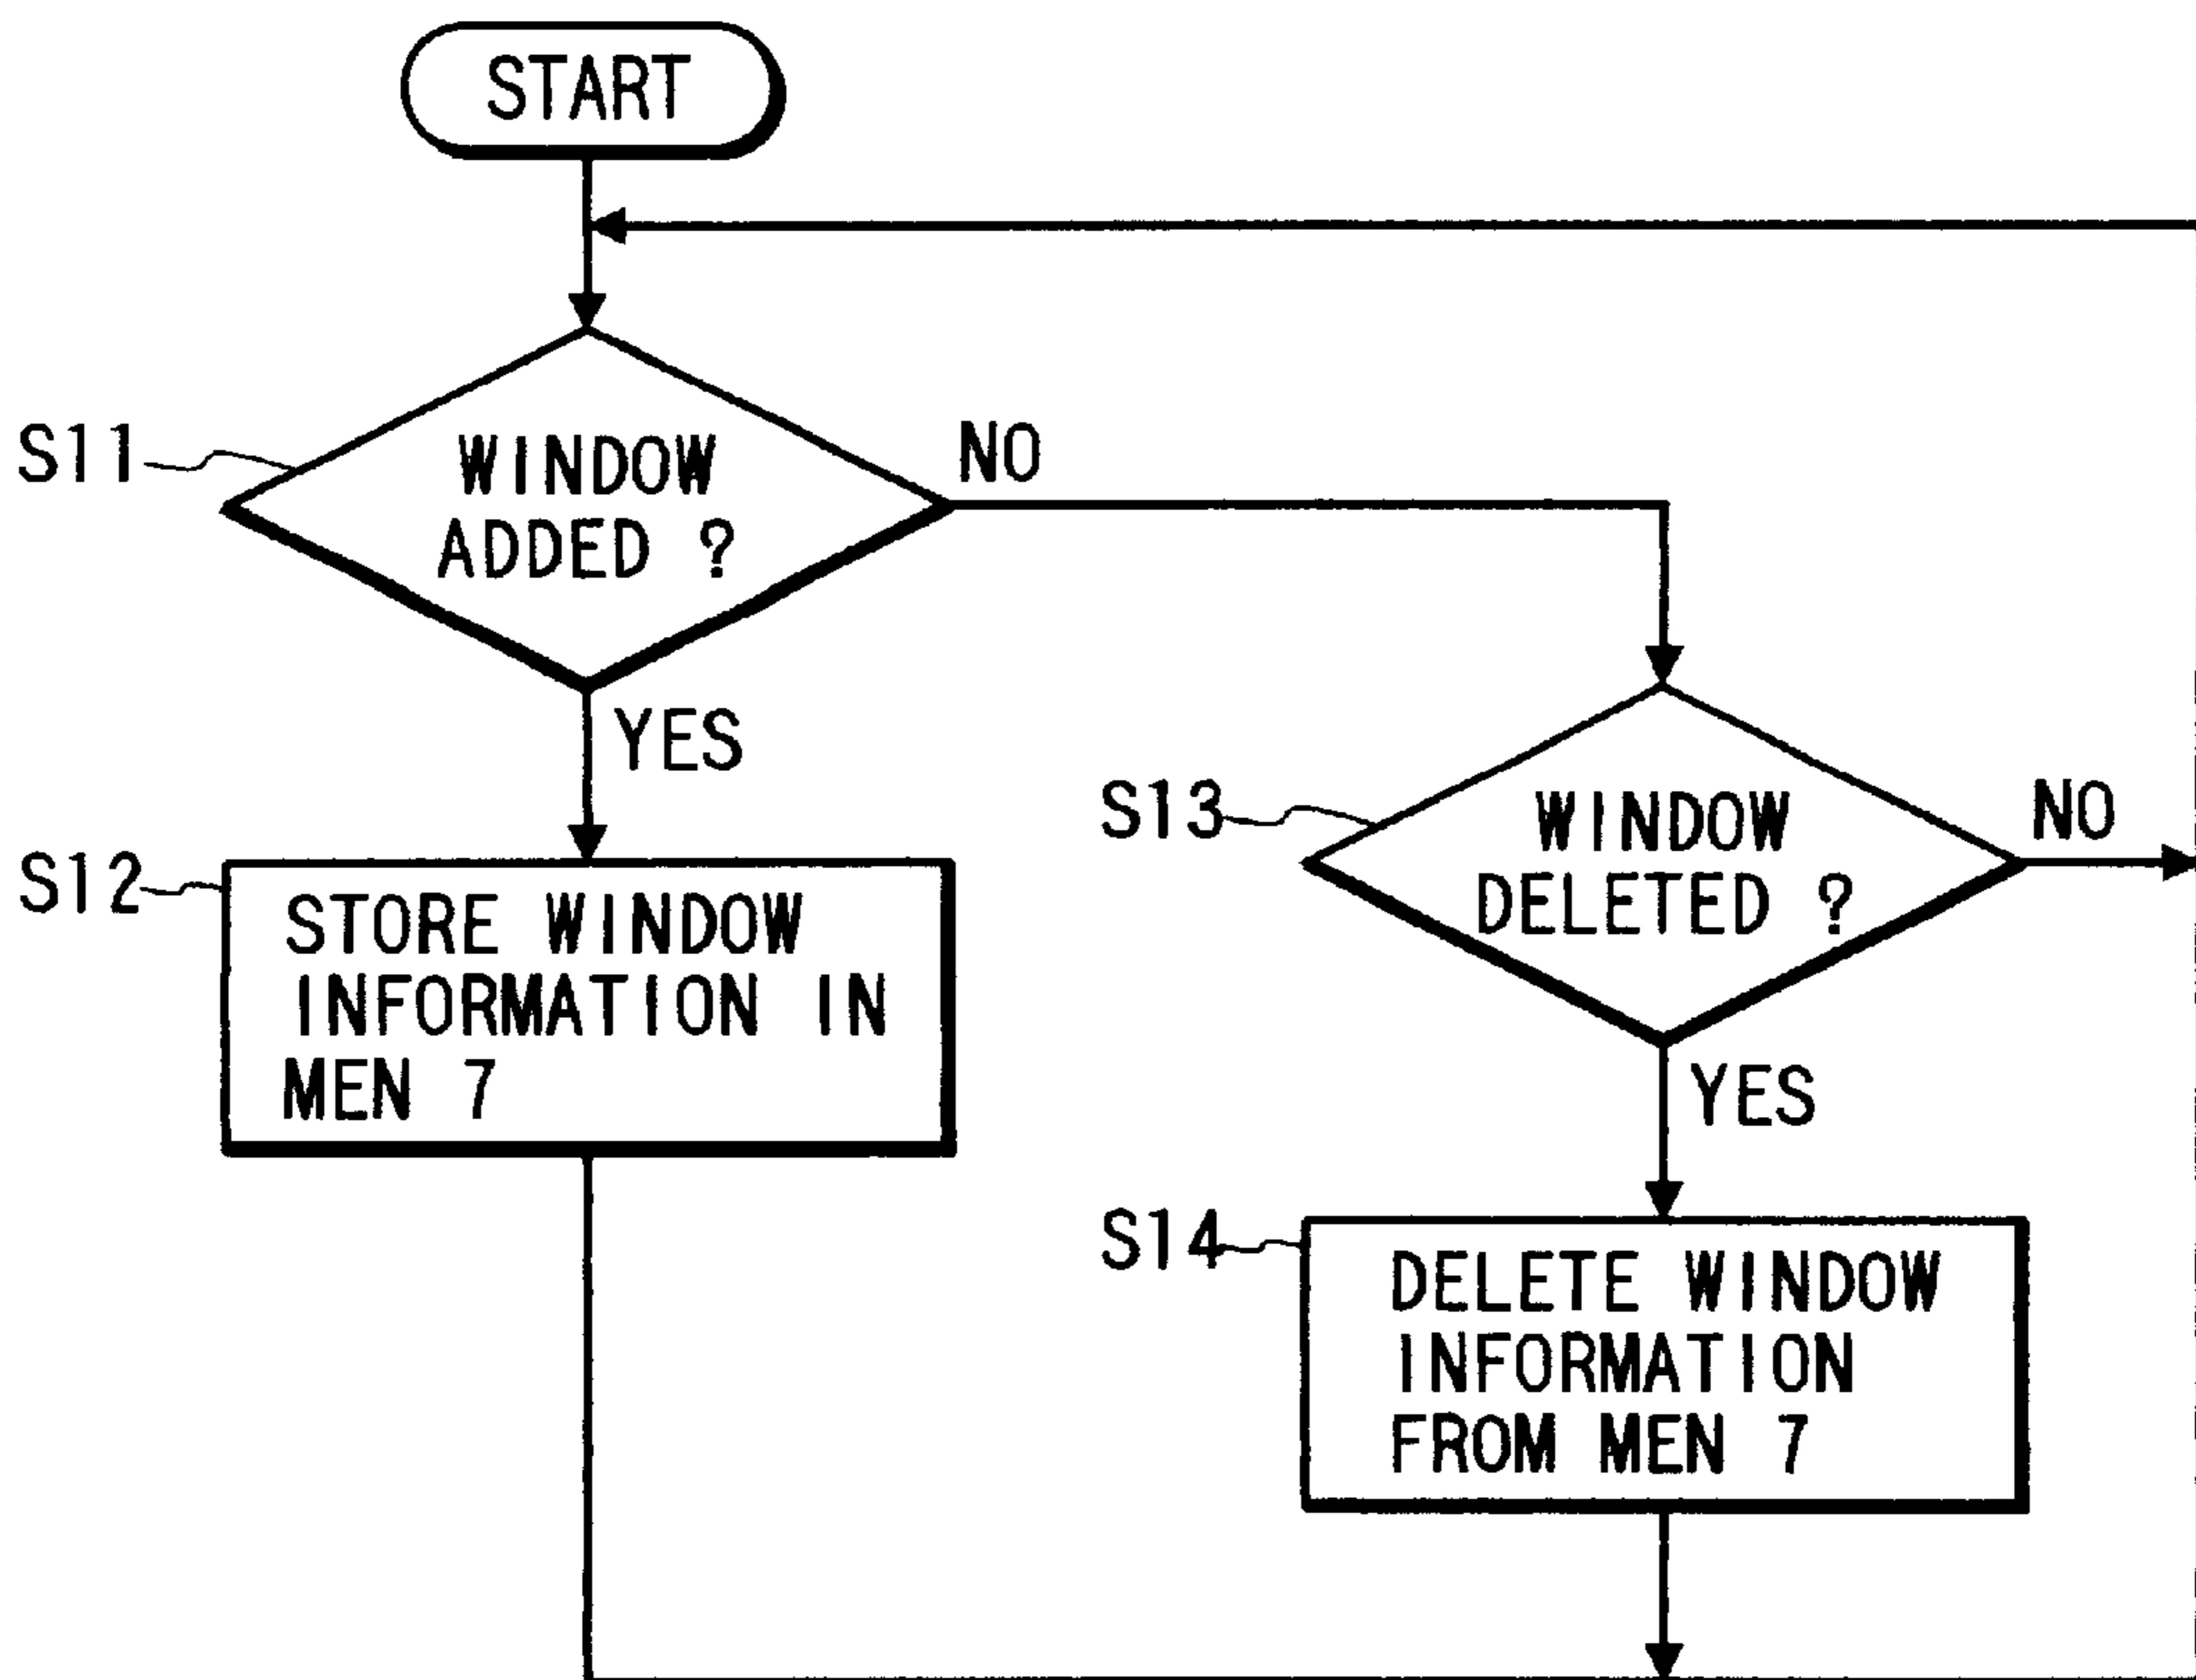 START
S11
WINDOW
ADDED ?
NO
YES
S12
STORE WINDOW
INFORMATION IN
MEN 7
S13
WINDOW
DELETED ?
NO
YES
S14
DELETE WINDOW
INFORMATION
FROM MEN 7